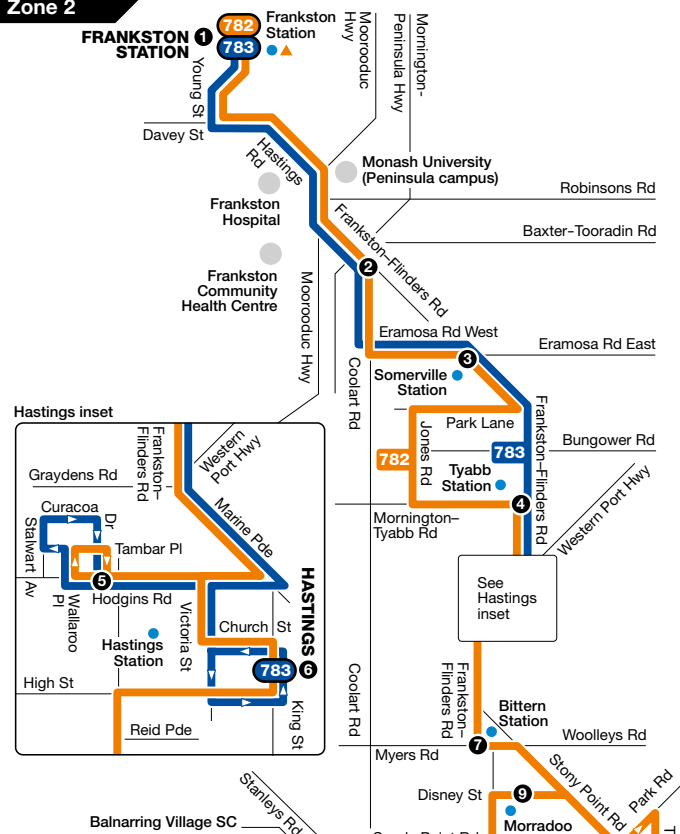 Zone 2
FRANKSTON
STATION
1
782
783
Frankston
Station
Moorooduc
Hwy
Mornington-
Peninsula Hwy
Young St
Davey St
Hastings
Rd
Monash University
(Peninsula campus)
Frankston
Hospital
Robinsons Rd
Frankston–Flinders Rd
Baxter–Tooradin Rd
Frankston
Community
Health Centre
2
Moorooduc Hwy
Eramosa Rd West
Eramosa Rd East
3
Coolart Rd
Somerville
Station
Park Lane
Frankston–Flinders Rd
Jones Rd
782
783
Bungower Rd
Tyabb
Station
4
Mornington–
Tyabb Rd
Western Port Hwy
See
Hastings
inset
Hastings inset
Frankston–
Flinders Rd
Western
Port Hwy
Graydens Rd
Marine Pde
Curacoa
Dr
Stalwart
Av
Tambar Pl
5
Hodgins Rd
Wallaroo
Pl
Victoria St
Church St
HASTINGS
Hastings
Station
783
6
High St
King St
Reid Pde
Coolart Rd
Frankston–
Flinders Rd
Bittern
Station
7
Woolleys Rd
Myers Rd
Stony Point Rd
Disney St
9
Park Rd
Morradoo
Stanleys Rd
Balnarring Village SC